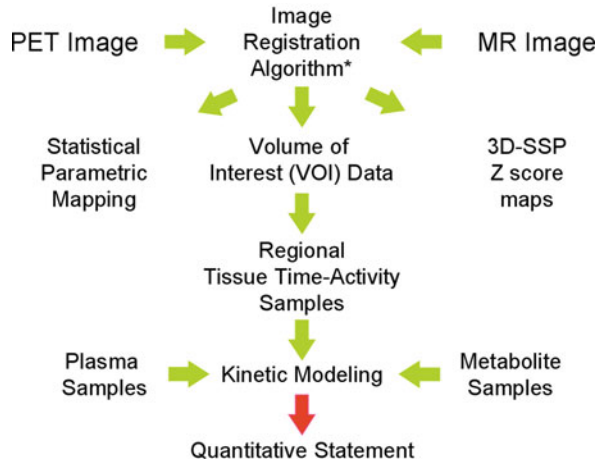 PET Image
Image
Registration
Algorithm*
MR Image
Statistical
Parametric
Mapping
Volume of
Interest (VOI) Data
3D-SSP
Z score
maps
Regional
Tissue Time-Activity
Samples
Plasma
Samples
Kinetic Modeling
Metabolite
Samples
Quantitative Statement